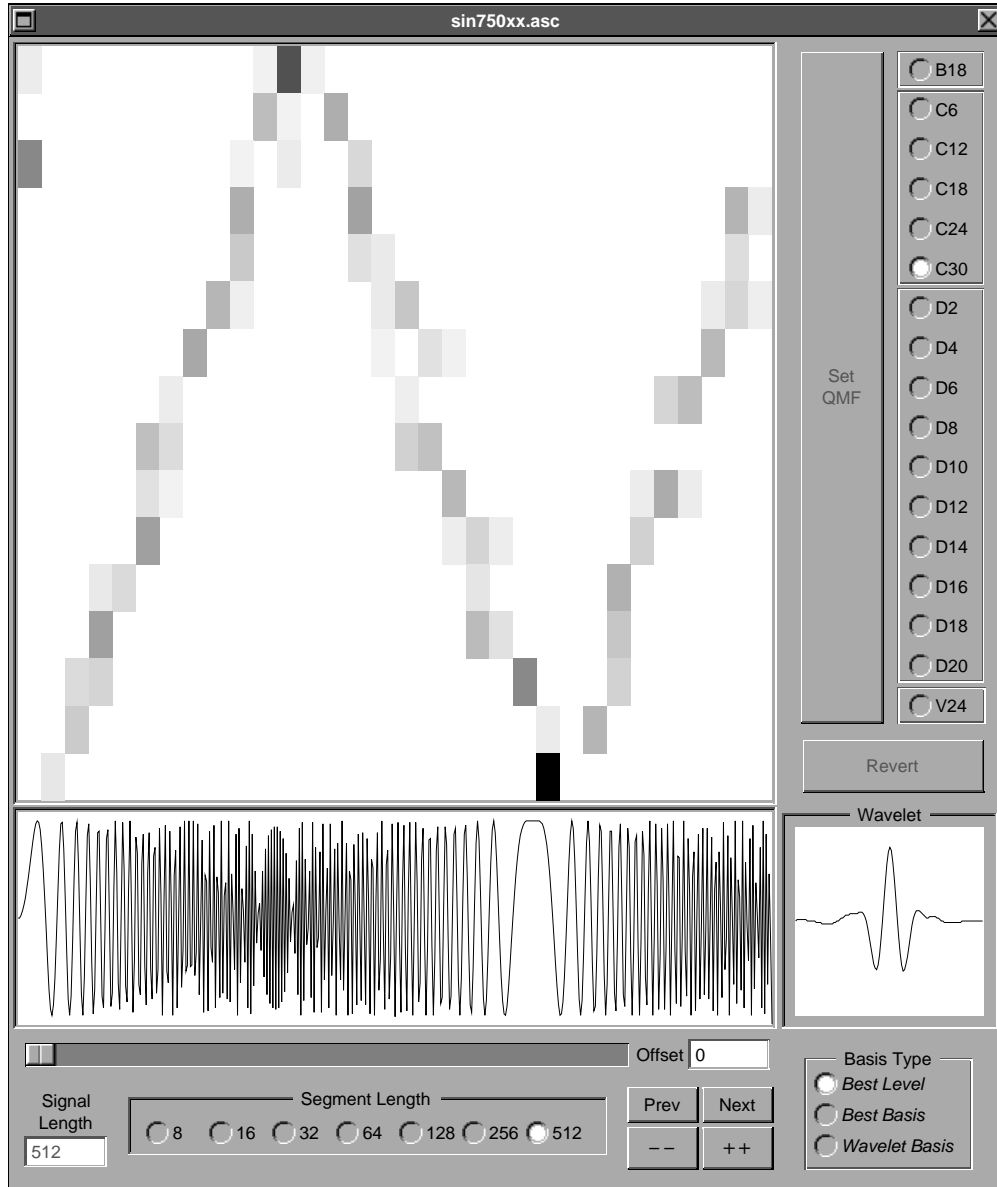 sin750xx.asc
Set
QMF
B18
C6
C12
C18
C24
C30
D2
D4
D6
D8
D10
D12
D14
D16
D18
D20
V24
Revert
Wavelet
Offset 0
Signal
Length
512
Segment Length
8 16 32 64 128 256 512
Prev Next
-- ++
Basis Type
Best Level
Best Basis
Wavelet Basis